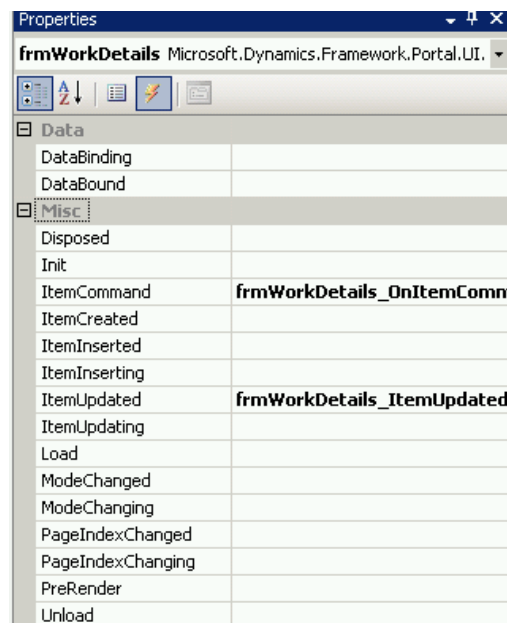 Properties
frmWorkDetails Microsoft.Dynamics.Framework.Portal.UI.
Data
DataBinding
DataBound
Misc
Disposed
Init
ItemCommand frmWorkDetails_OnItemComm
ItemCreated
ItemInserted
ItemInserting
ItemUpdated frmWorkDetails_ItemUpdated
ItemUpdating
Load
ModeChanged
ModeChanging
PageIndexChanged
PageIndexChanging
PreRender
Unload